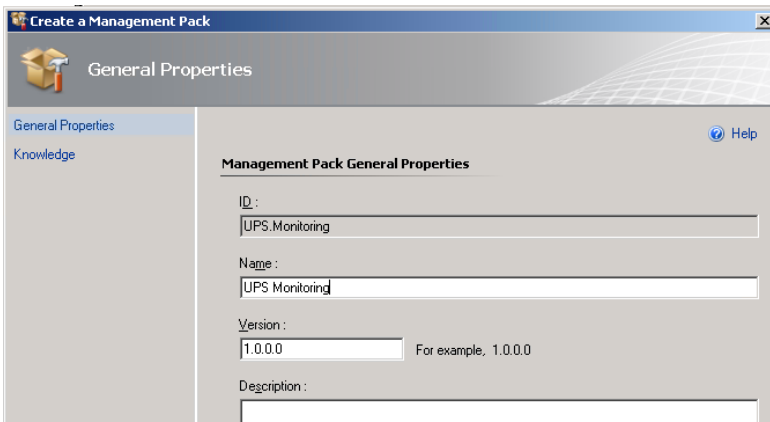 Create a Management Pack
General Properties
General Properties
Knowledge
Help
Management Pack General Properties
ID :
UPS.Monitoring
Name :
UPS Monitoring
Version :
1.0.0.0 For example, 1.0.0.0
Description :